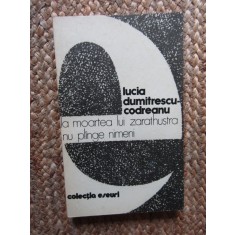 lucia
dumitrescu-
codreanu
la moartea lui zarathustra
nu plînge nimeni
colecția eseuri